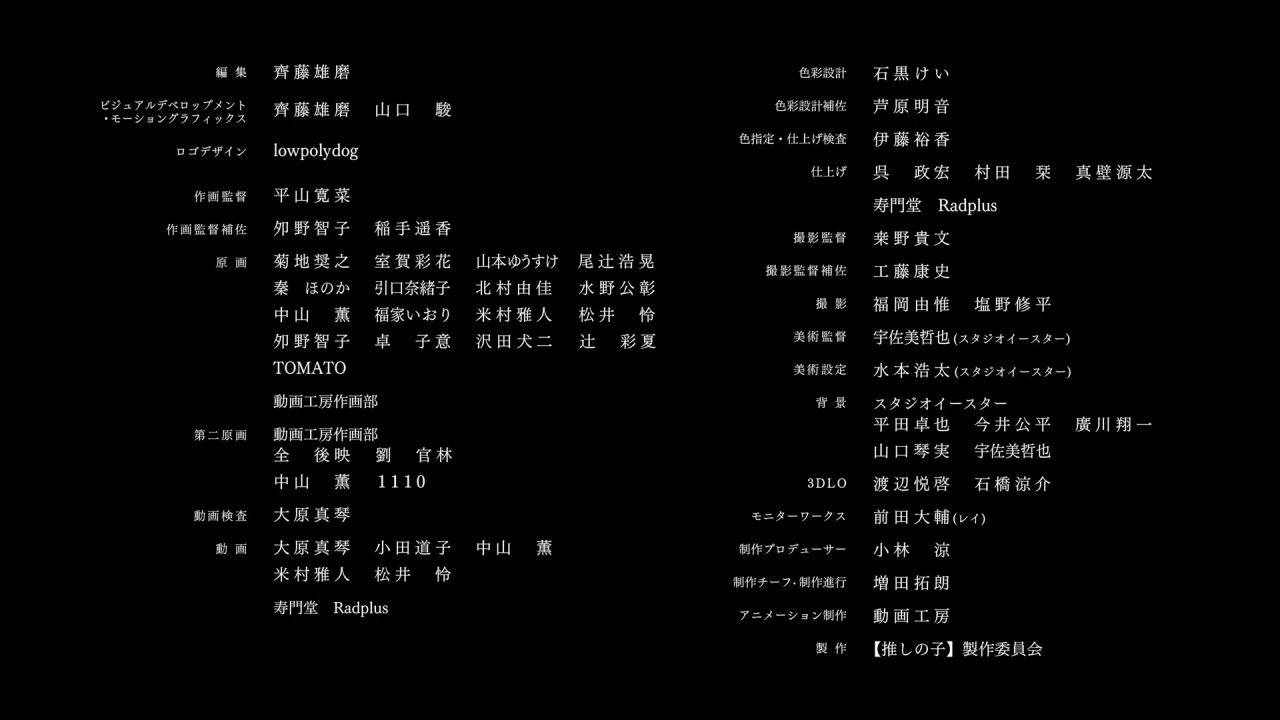 編集 齊藤雄磨
ビジュアルデベロップメント
・モーショングラフィックス 齊藤雄磨 山口 駿
ロゴデザイン lowpolydog
作画監督 平山寛菜
作画監督補佐 夘野智子 稲手遥香
原画 菊地奨之 室賀彩花 山本ゆうすけ 尾辻浩晃
秦 ほのか 引口奈緒子 北村由佳 水野公彰
中山 薫 福家いおり 米村雅人 松井 怜
夘野智子 卓 子意 沢田犬二 辻 彩夏
TOMATO
動画工房作画部
第二原画 動画工房作画部
全 後映 劉 官林
中山 薫 1110
動画検査 大原真琴
動画 大原真琴 小田道子 中山 薫
米村雅人 松井 怜
寿門堂 Radplus
色彩設計 石黒けい
色彩設計補佐 芦原明音
色指定・仕上げ検査 伊藤裕香
仕上げ 呉 政宏 村田 栞 真壁源太
寿門堂 Radplus
撮影監督 桒野貴文
撮影監督補佐 工藤康史
撮影 福岡由惟 塩野修平
美術監督 宇佐美哲也(スタジオイースター)
美術設定 水本浩太(スタジオイースター)
背景 スタジオイースター
平田卓也 今井公平 廣川翔一
山口琴実 宇佐美哲也
3DLO 渡辺悦啓 石橋涼介
モニターワークス 前田大輔(レイ)
制作プロデューサー 小林 涼
制作チーフ・制作進行 増田拓朗
アニメーション制作 動画工房
製作 【推しの子】製作委員会